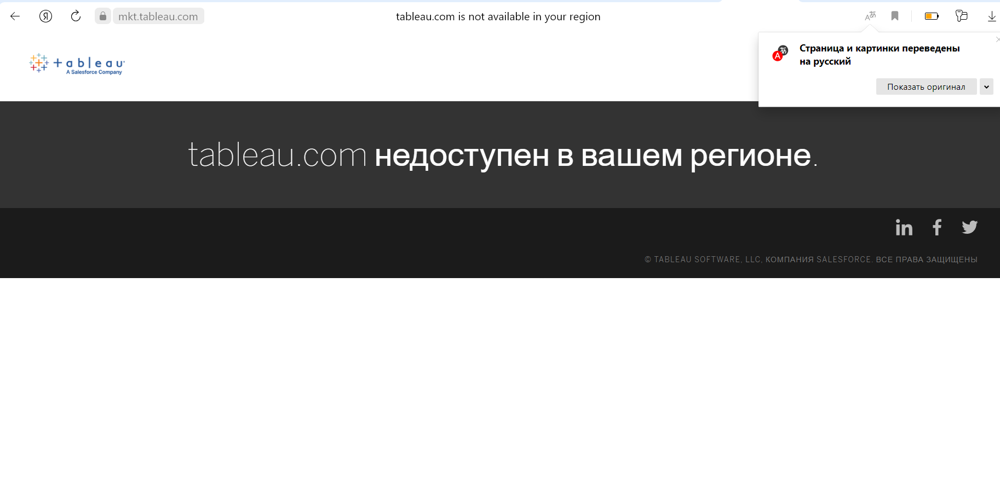 mkt.tableau.com
tableau.com is not available in your region
Страница и картинки переведены
на русский
Показать оригинал
+ableau
A Salesforce Company
tableau.com недоступен в вашем регионе.
© TABLEAU SOFTWARE, LLC, КОМПАНИЯ SALESFORCE. ВСЕ ПРАВА ЗАЩИЩЕНЫ